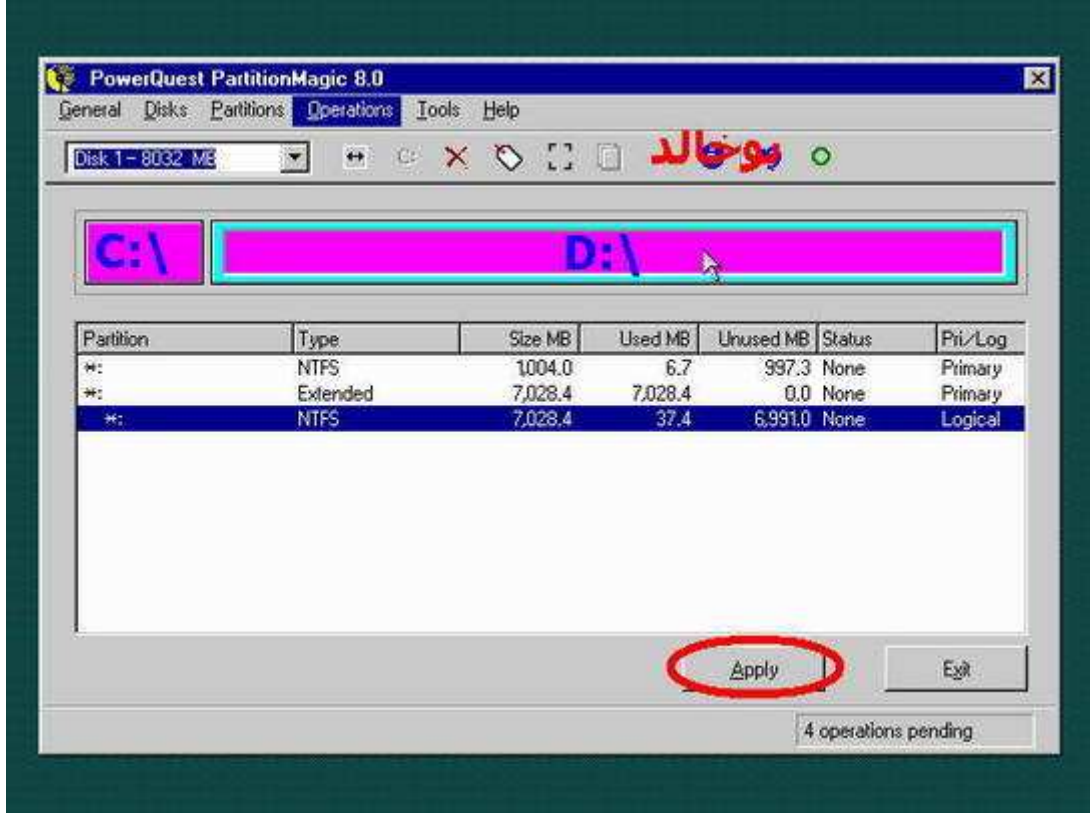 PowerQuest PartitionMagic 8.0
General Disks Partitions Operations Tools Help
Disk 1 - 8032 MB
بوخالد
C:\ D:\
Partition Type Size MB Used MB Unused MB Status Pri/Log
*: NTFS 1,004.0 6.7 997.3 None Primary
*: Extended 7,028.4 7,028.4 0.0 None Primary
*: NTFS 7,028.4 37.4 6,991.0 None Logical
Apply Exit
4 operations pending